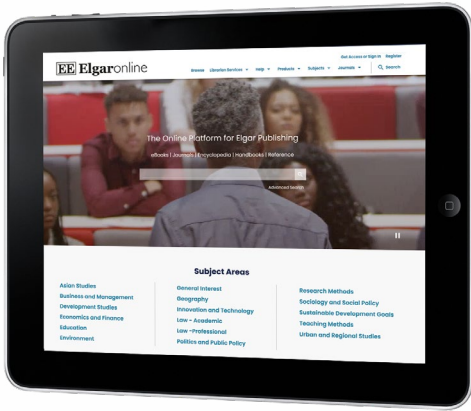 Get Access or Sign In Register
EE Elgaronline
Browse Librarian Services Help Products Subjects Journals Search
The Online Platform for Elgar Publishing
eBooks | Journals | Encyclopedia | Handbooks | Reference
Advanced Search
Subject Areas
Asian Studies
Business and Management
Development Studies
Economics and Finance
Education
Environment
General Interest
Geography
Innovation and Technology
Law - Academic
Law -Professional
Politics and Public Policy
Research Methods
Sociology and Social Policy
Sustainable Development Goals
Teaching Methods
Urban and Regional Studies